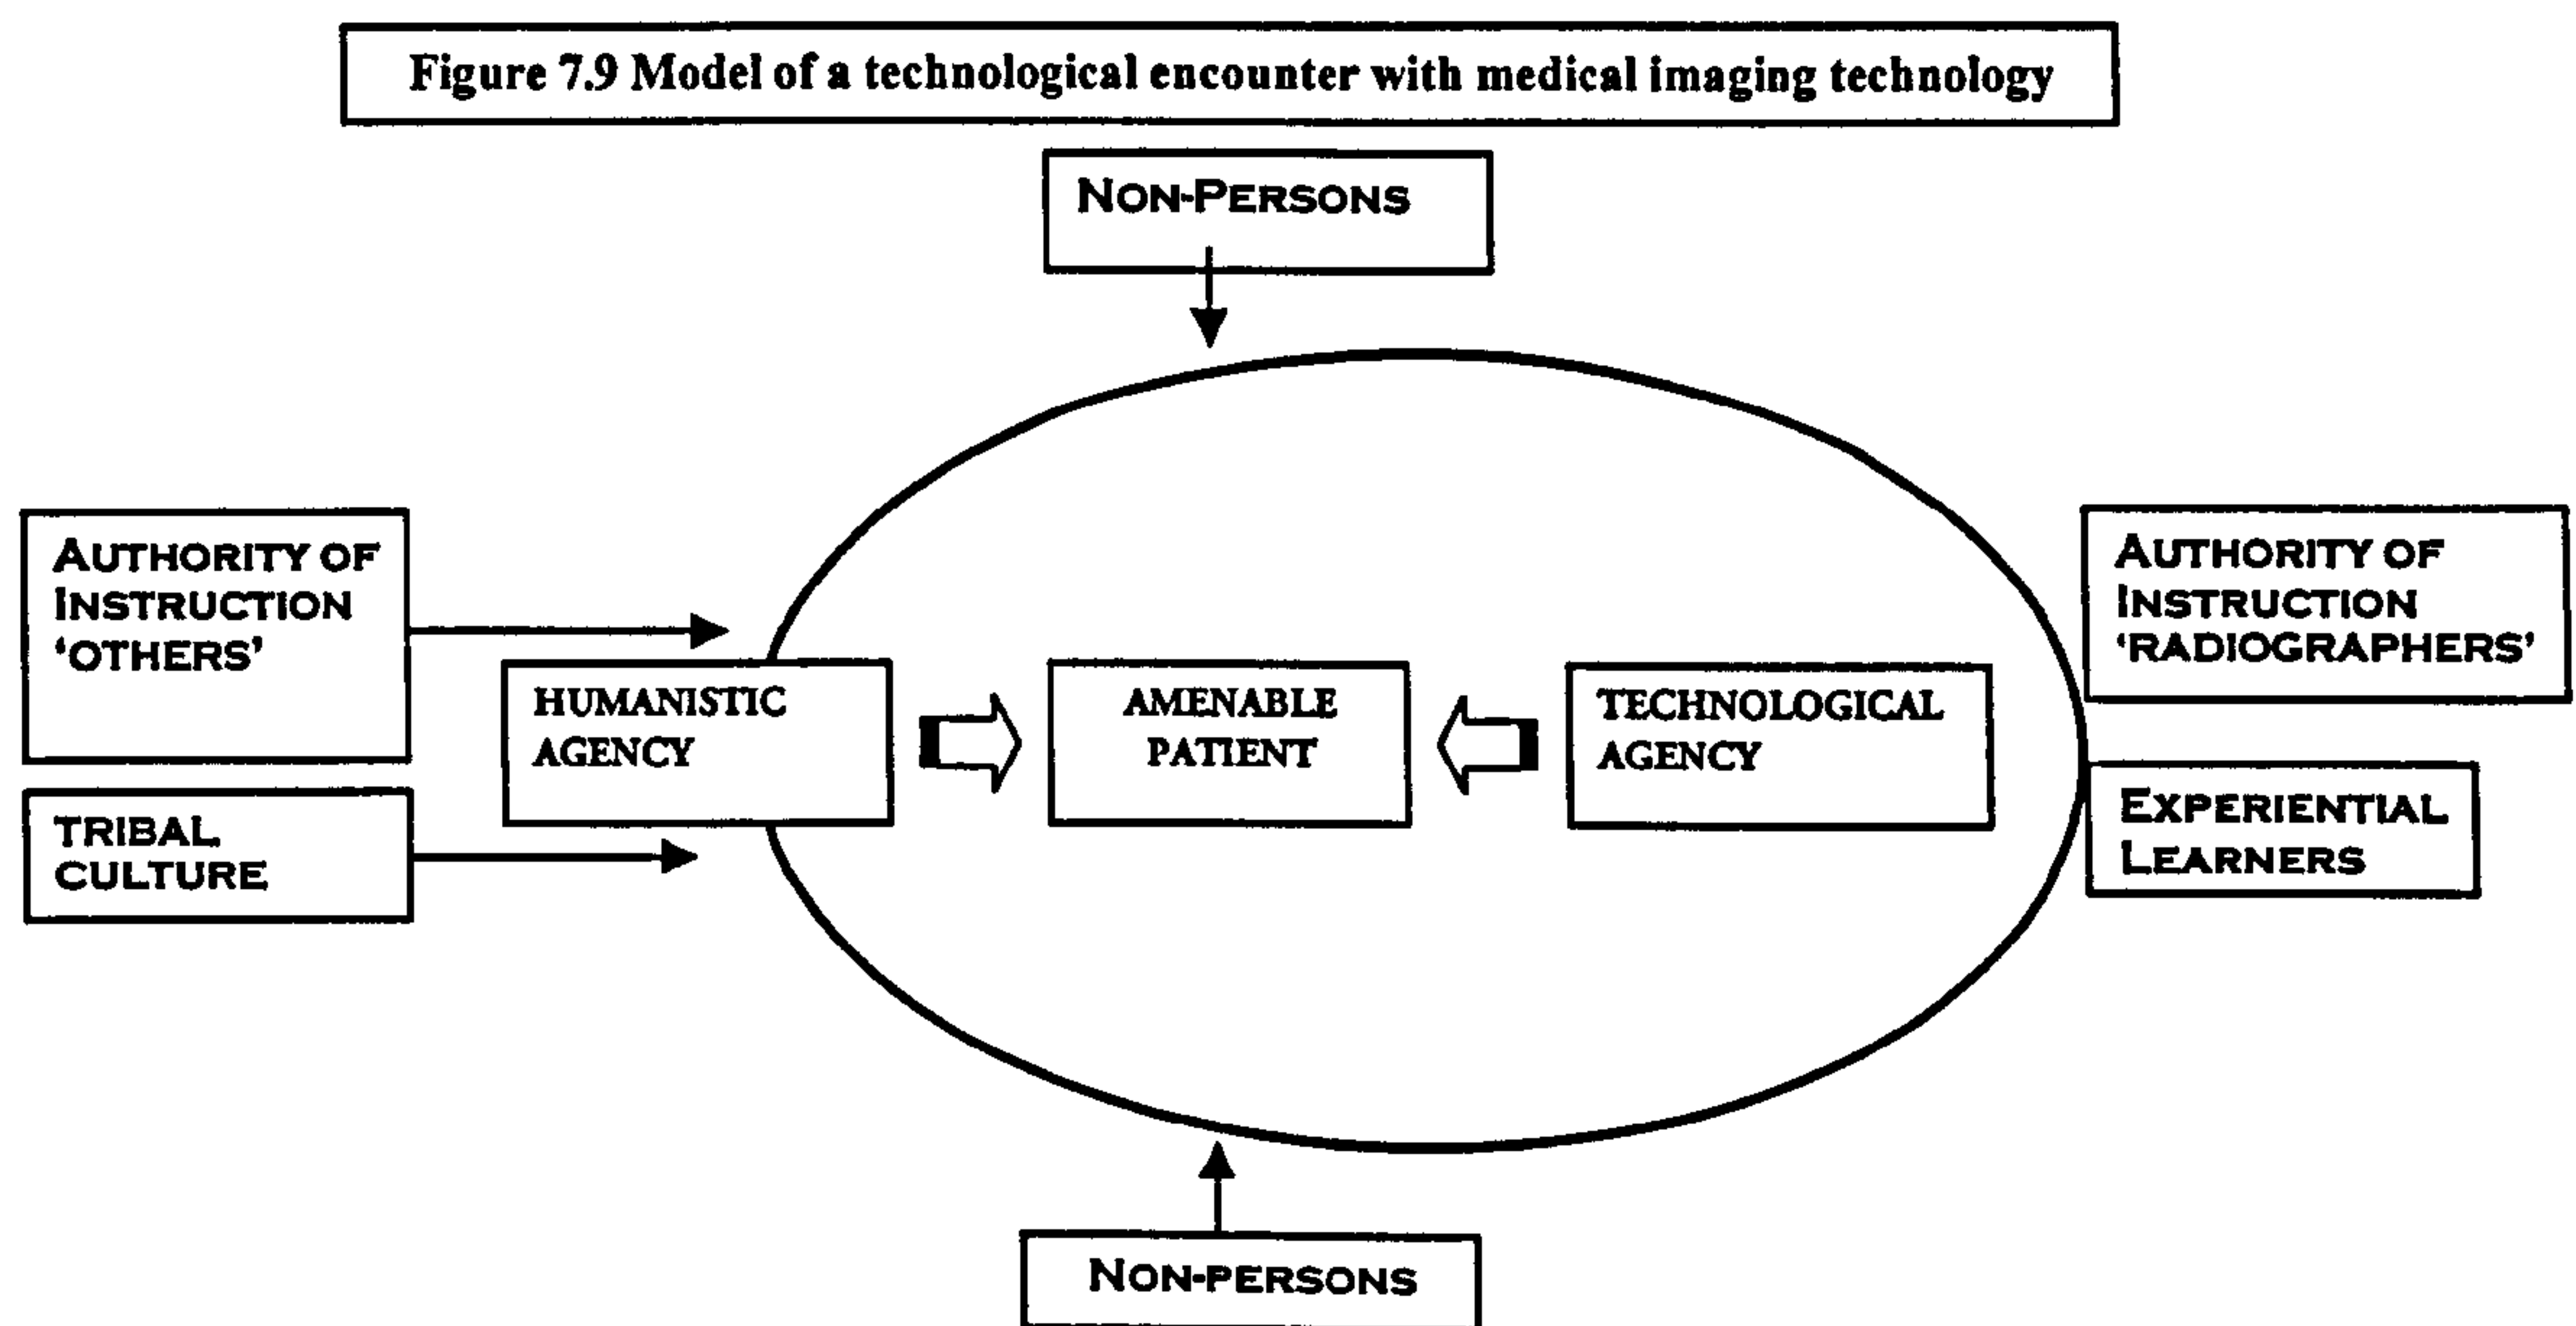 Figure 7.9 Model of a technological encounter with medical imaging technology
NON-PERSONS
AUTHORITY OF
INSTRUCTION
'OTHERS'
TRIBAL
CULTURE
HUMANISTIC
AGENCY
AMENABLE
PATIENT
TECHNOLOGICAL
AGENCY
AUTHORITY OF
INSTRUCTION
'RADIOGRAPHERS'
EXPERIENTIAL
LEARNERS
NON-PERSONS